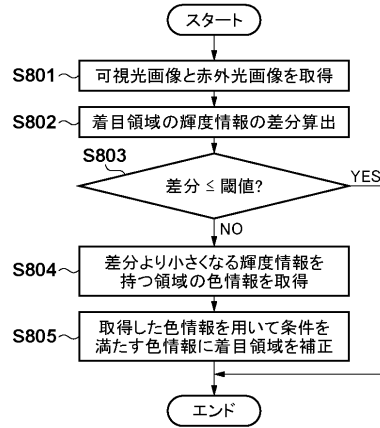 スタート
S801
可視光画像と赤外光画像を取得
S802
着目領域の輝度情報の差分算出
S803
差分 ≤ 閾値?
YES
NO
S804
差分より小さくなる輝度情報を
持つ領域の色情報を取得
S805
取得した色情報を用いて条件を
満たす色情報に着目領域を補正
エンド